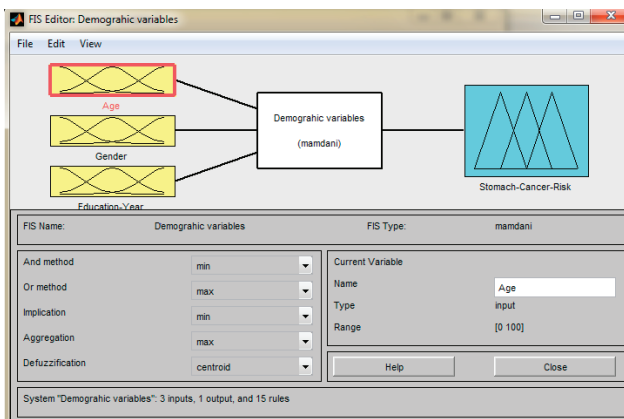 FIS Editor: Demograhic variables
File Edit View
Age
Gender
Education-Year
Demograhic variables
(mamdani)
Stomach-Cancer-Risk
FIS Name: Demograhic variables FIS Type: mamdani
And method min
Or method max
Implication min
Aggregation max
Defuzzification centroid
Current Variable
Name Age
Type input
Range [0 100]
Help Close
System "Demograhic variables": 3 inputs, 1 output, and 15 rules